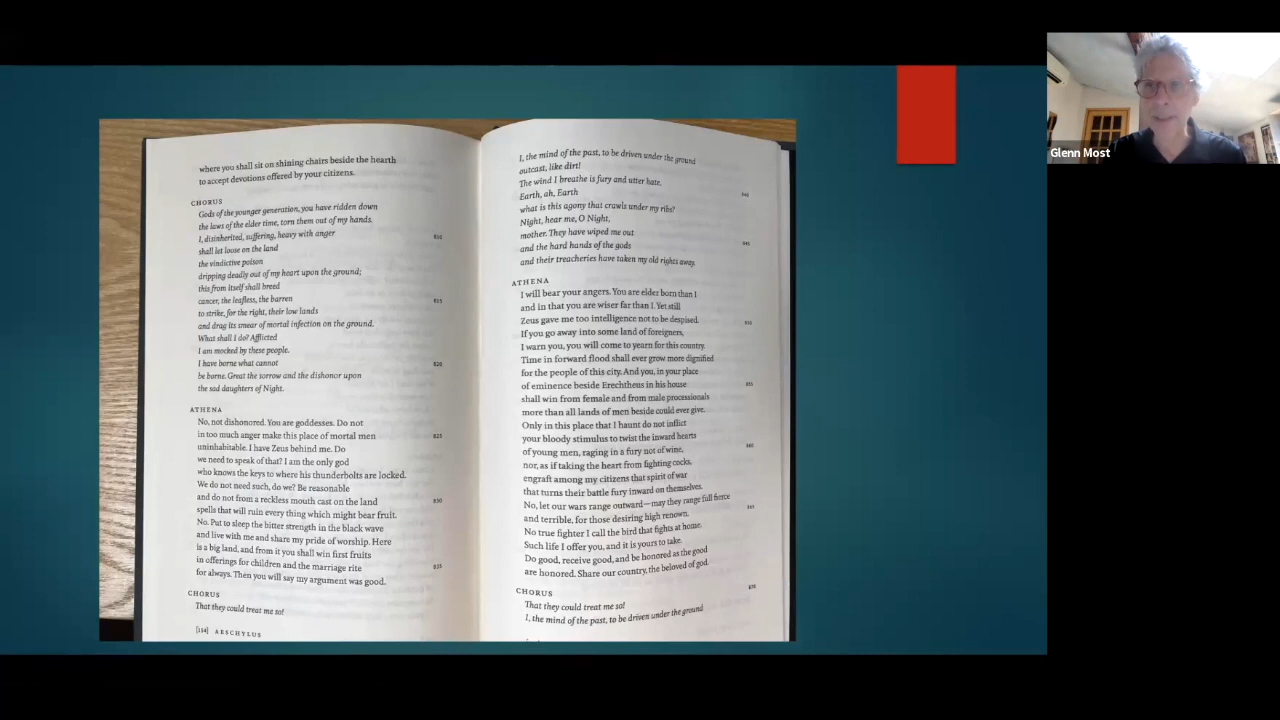 where you shall sit on shining chairs beside the hearth
to accept devotions offered by your citizens.
CHORUS
Gods of the younger generation, you have ridden down
the laws of the elder time, torn them out of my hands.
I, disinherited, suffering, heavy with anger
810
shall let loose on the land
the vindictive poison
dripping deadly out of my heart upon the ground;
this from itself shall breed
cancer, the leafless, the barren
815
to strike, for the right, their low lands
and drag its smear of mortal infection on the ground.
What shall I do? Afflicted
I am mocked by these people.
I have borne what cannot
820
be borne. Great the sorrow and the dishonor upon
the sad daughters of Night.
ATHENA
No, not dishonored. You are goddesses. Do not
in too much anger make this place of mortal men
825
uninhabitable. I have Zeus behind me. Do
we need to speak of that? I am the only god
who knows the keys to where his thunderbolts are locked.
We do not need such, do we? Be reasonable
and do not from a reckless mouth cast on the land
830
spells that will ruin every thing which might bear fruit.
No. Put to sleep the bitter strength in the black wave
and live with me and share my pride of worship. Here
is a big land, and from it you shall win first fruits
in offerings for children and the marriage rite
835
for always. Then you will say my argument was good.
CHORUS
That they could treat me so!
[154] AESCHYLUS
I, the mind of the past, to be driven under the ground
outcast, like dirt!
The wind I breathe is fury and utter hate.
Earth, ah, Earth
840
what is this agony that crawls under my ribs?
Night, hear me, O Night,
mother. They have wiped me out
and the hard hands of the gods
845
and their treacheries have taken my old rights away.
ATHENA
I will bear your angers. You are elder born than I
and in that you are wiser far than I. Yet still
Zeus gave me too intelligence not to be despised.
850
If you go away into some land of foreigners,
I warn you, you will come to yearn for this country.
Time in forward flood shall ever grow more dignified
for the people of this city. And you, in your place
of eminence beside Erechtheus in his house
855
shall win from female and from male processionals
more than all lands of men beside could ever give.
Only in this place that I haunt do not inflict
your bloody stimulus to twist the inward hearts
of young men, raging in a fury not of wine,
860
nor, as if taking the heart from fighting cocks,
engraft among my citizens that spirit of war
that turns their battle fury inward on themselves.
No, let our wars range outward—may they range full fierce
and terrible, for those desiring high renown.
865
No true fighter I call the bird that fights at home.
Such life I offer you, and it is yours to take.
Do good, receive good, and be honored as the good
are honored. Share our country, the beloved of god.
CHORUS
870
That they could treat me so!
I, the mind of the past, to be driven under the ground
Glenn Most